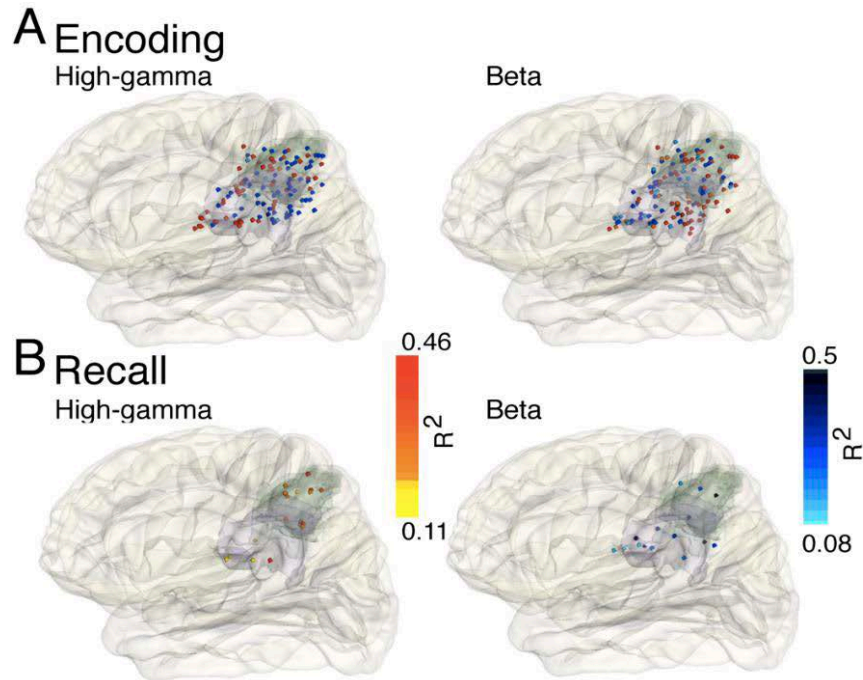 A Encoding
High-gamma
Beta
B Recall
High-gamma
Beta
0.46
R2
0.11
0.5
R2
0.08